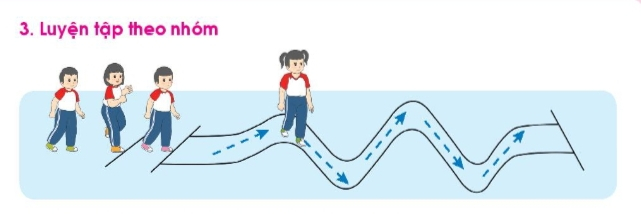 3. Luyện tập theo nhóm